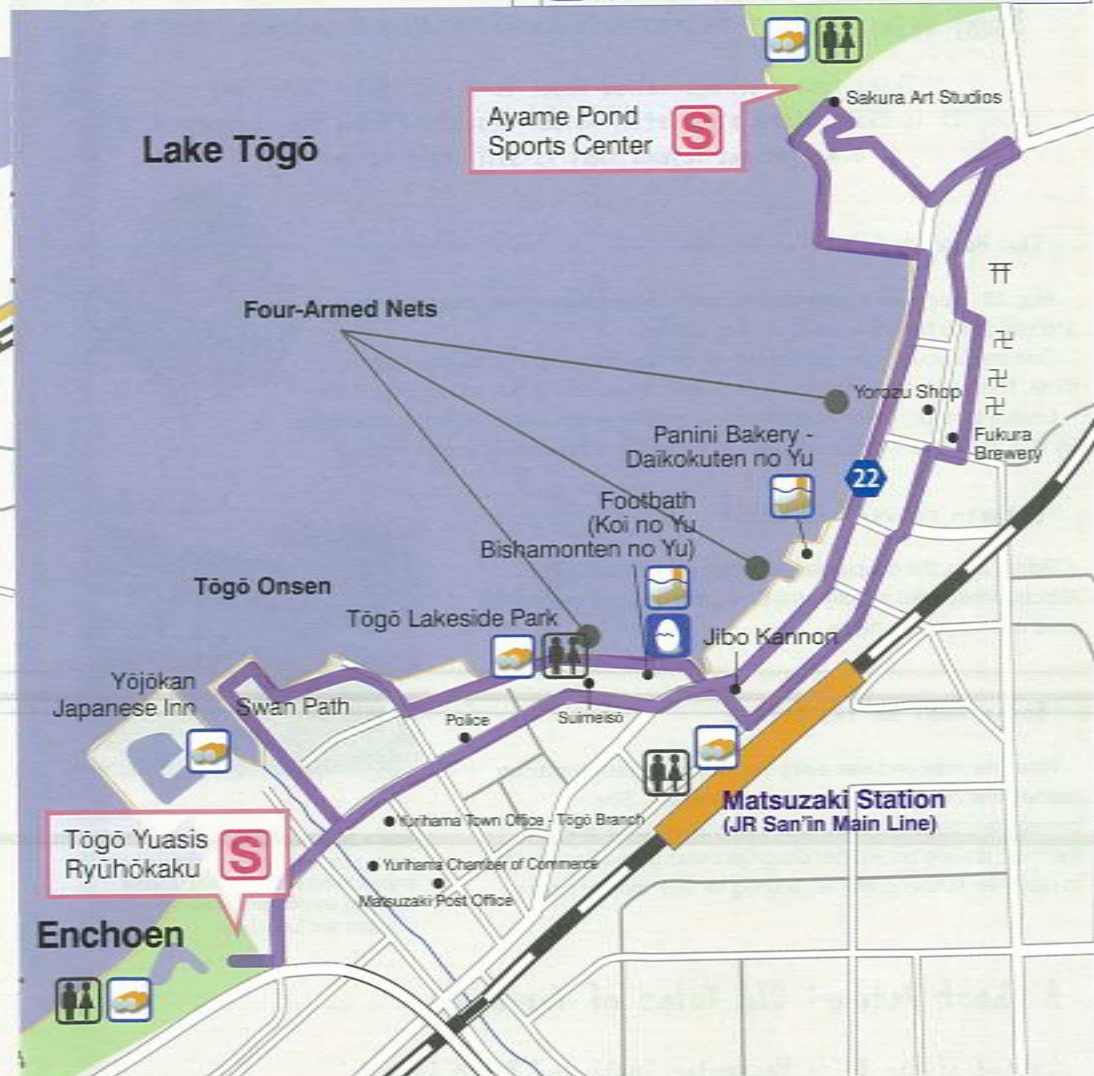 Lake Tōgō
Ayame Pond
Sports Center
S
Sakura Art Studios
Four-Armed Nets
Yorozu Shop
Fukura
Brewery
Panini Bakery -
Daikokuten no Yu
22
Footbath
(Koi no Yu
Bishamonten no Yu)
Tōgō Onsen
Tōgō Lakeside Park
Jibo Kannon
Yōjōkan
Japanese Inn
Swan Path
Police
Suimeisō
Matsuzaki Station
(JR San'in Main Line)
Yurihama Town Office - Tōgō Branch
Yurihama Chamber of Commerce
Matsuzaki Post Office
Tōgō Yuasis
Ryūhōkaku
S
Enchoen